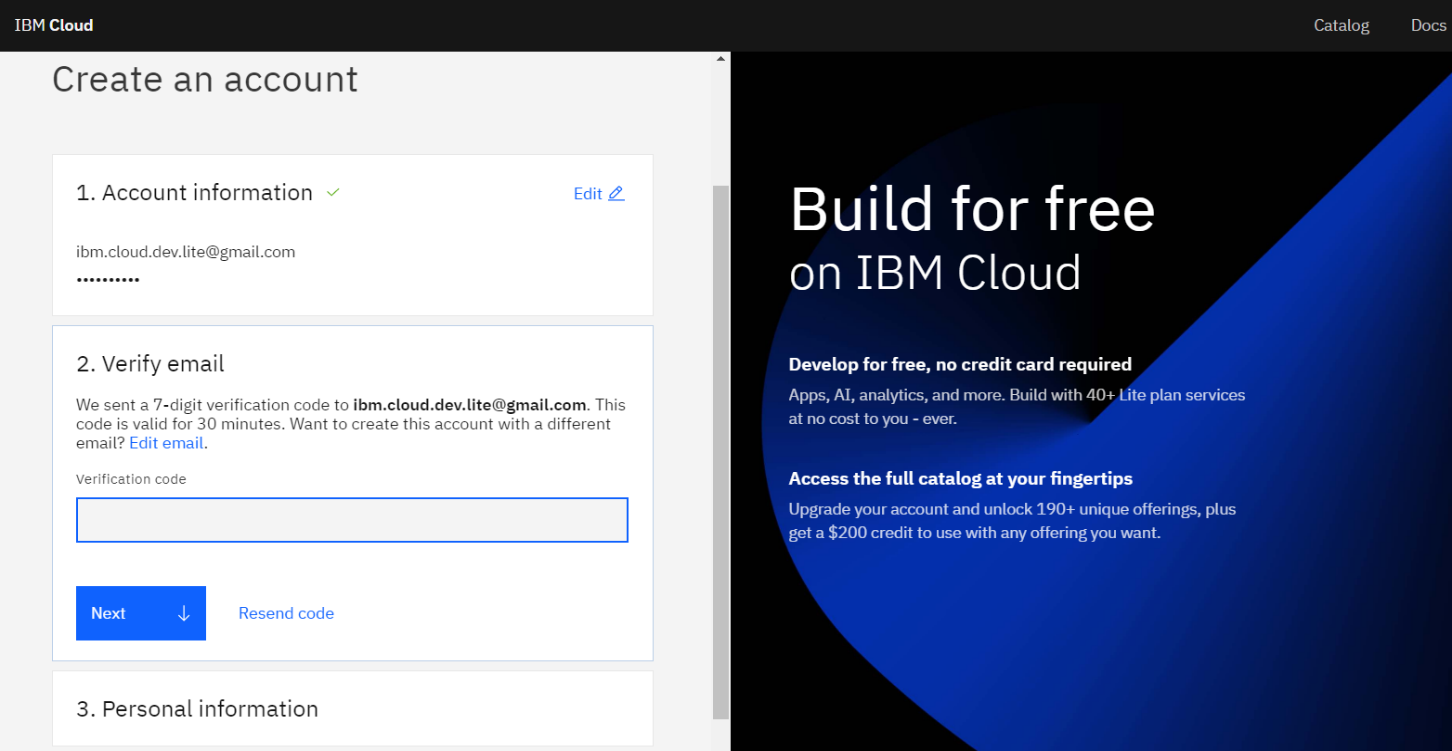 IBM Cloud
Catalog
Docs
Create an account
1. Account information
Edit
ibm.cloud.dev.lite@gmail.com
••••••••••
2. Verify email
We sent a 7-digit verification code to ibm.cloud.dev.lite@gmail.com. This
code is valid for 30 minutes. Want to create this account with a different
email? Edit email.
Verification code
Next
Resend code
3. Personal information
Build for free
on IBM Cloud
Develop for free, no credit card required
Apps, AI, analytics, and more. Build with 40+ Lite plan services
at no cost to you - ever.
Access the full catalog at your fingertips
Upgrade your account and unlock 190+ unique offerings, plus
get a $200 credit to use with any offering you want.